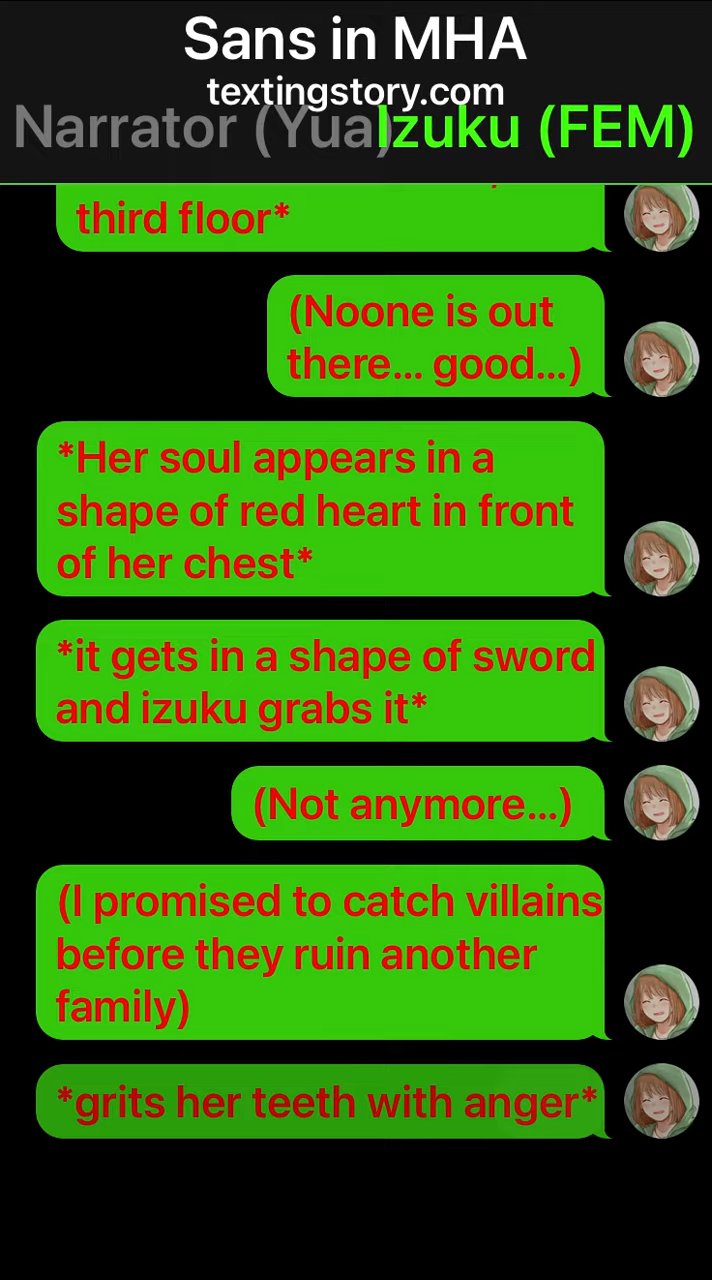 Sans in MHA
textingstory.com
Narrator (Yua)
Izuku (FEM)
third floor*
(Noone is out
there... good...)
*Her soul appears in a
shape of red heart in front
of her chest*
*it gets in a shape of sword
and izuku grabs it*
(Not anymore...)
(I promised to catch villains
before they ruin another
family)
*grits her teeth with anger*